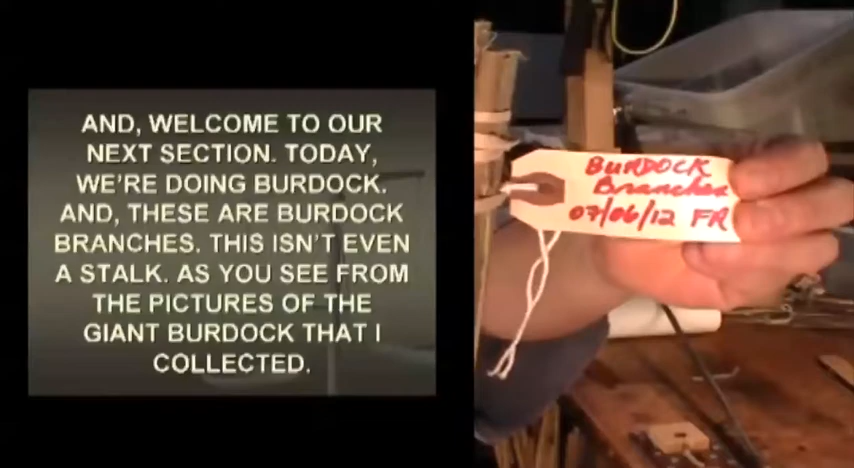 AND, WELCOME TO OUR
NEXT SECTION. TODAY,
WE'RE DOING BURDOCK.
AND, THESE ARE BURDOCK
BRANCHES. THIS ISN'T EVEN
A STALK. AS YOU SEE FROM
THE PICTURES OF THE
GIANT BURDOCK THAT I
COLLECTED.
BURDOCK
Branches
07/06/12 FR